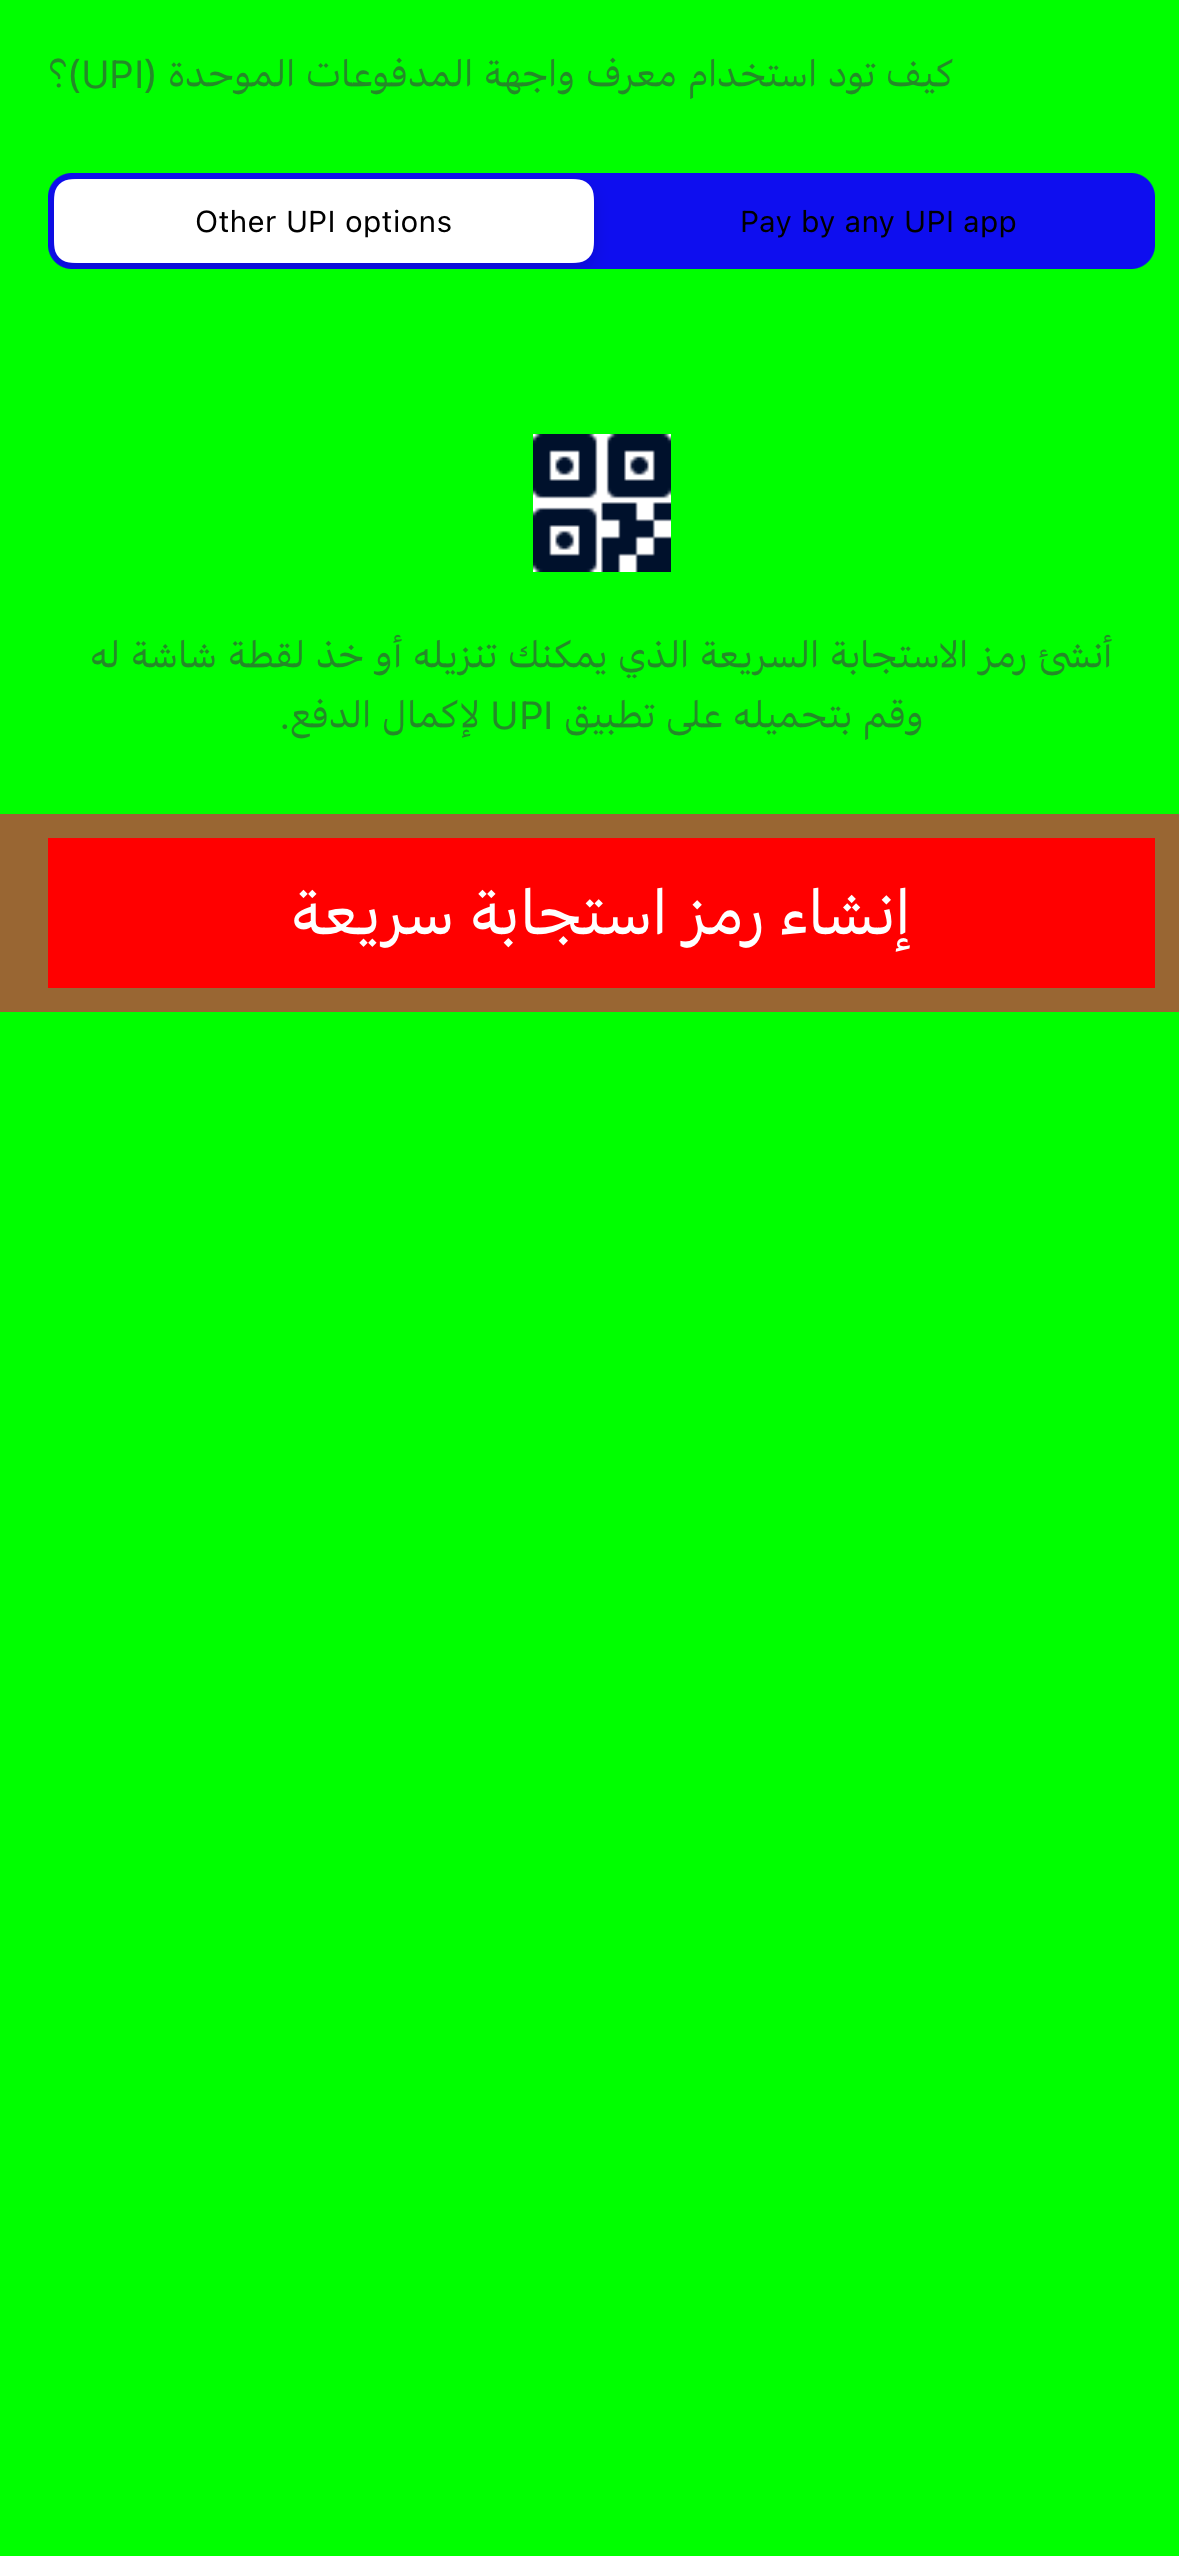 كيف تود استخدام معرف واجهة المدفوعات الموحدة (UPI)؟
Other UPI options
Pay by any UPI app
أنشئ رمز الاستجابة السريعة الذي يمكنك تنزيله أو خذ لقطة شاشة له
وقم بتحميله على تطبيق UPI لإكمال الدفع.
إنشاء رمز استجابة سريعة